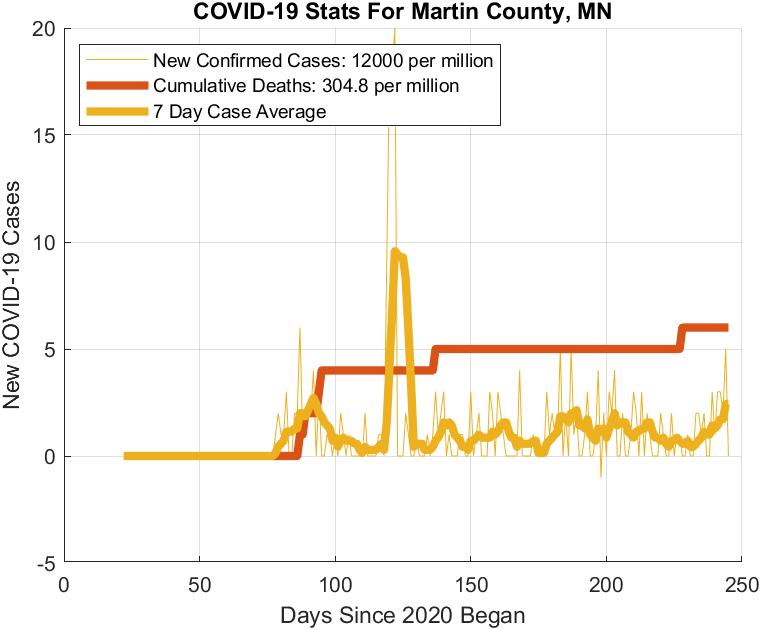 COVID-19 Stats For Martin County, MN
New Confirmed Cases: 12000 per million
Cumulative Deaths: 304.8 per million
7 Day Case Average
New COVID-19 Cases
20
15
10
5
0
-5
0 50 100 150 200 250
Days Since 2020 Began